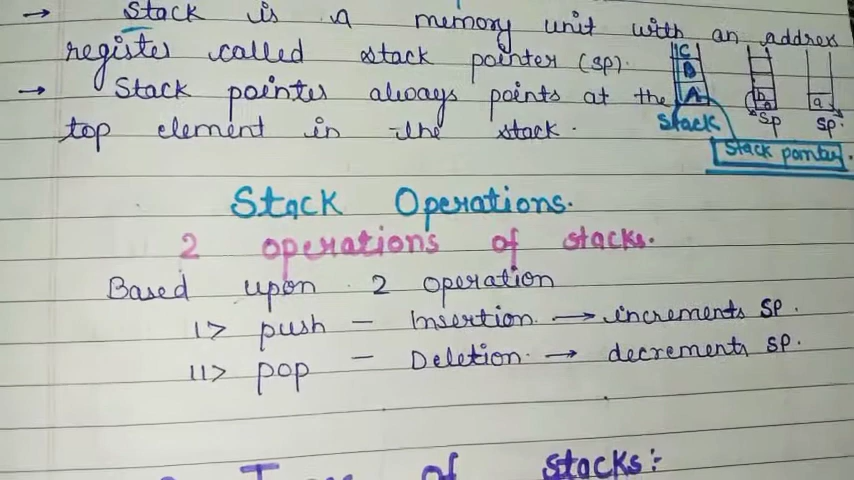 → Stack is a memory unit with an address
register called stack pointer (SP).
→ Stack pointer always points at the
top element in the stack.
C
B
A
stack
b
a
SP
a
SP.
Stack pointer.
Stack Operations.
2 operations of stacks.
Based upon 2 operation
1> push - Insertion. → increments SP.
11> pop - Deletion. → decrements SP.
of stacks: